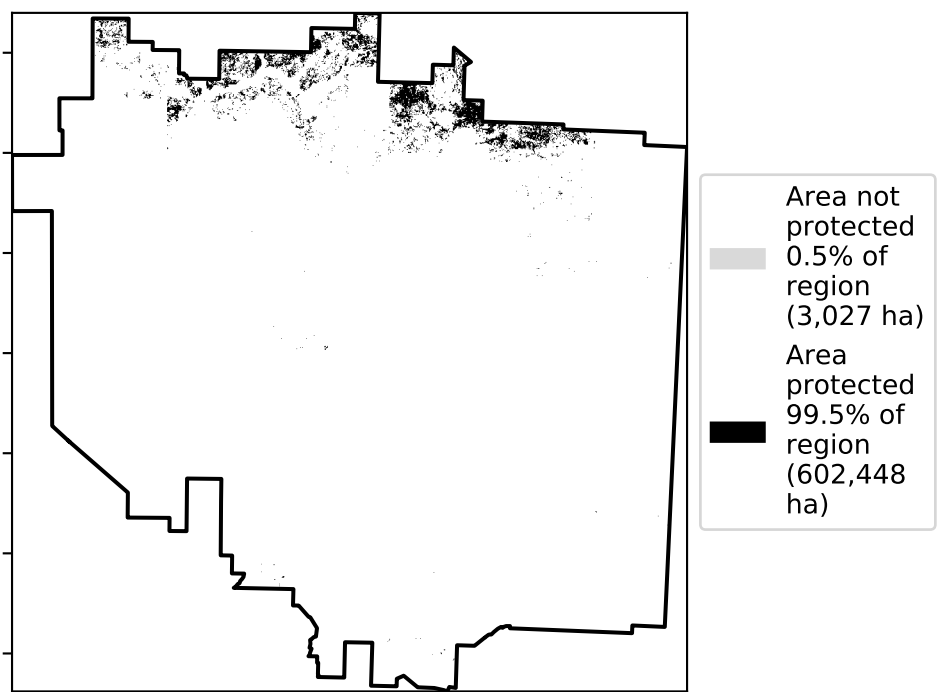 Area not
protected
0.5% of
region
(3,027 ha)
Area
protected
99.5% of
region
(602,448
ha)